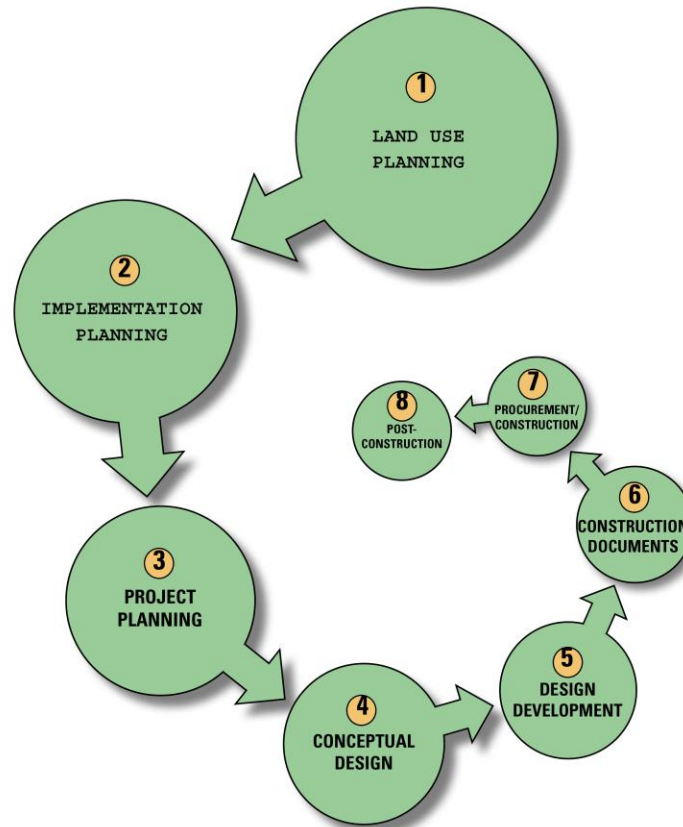 1
LAND USE
PLANNING
2
IMPLEMENTATION
PLANNING
3
PROJECT
PLANNING
4
CONCEPTUAL
DESIGN
5
DESIGN
DEVELOPMENT
6
CONSTRUCTION
DOCUMENTS
7
PROCUREMENT/
CONSTRUCTION
8
POST-
CONSTRUCTION